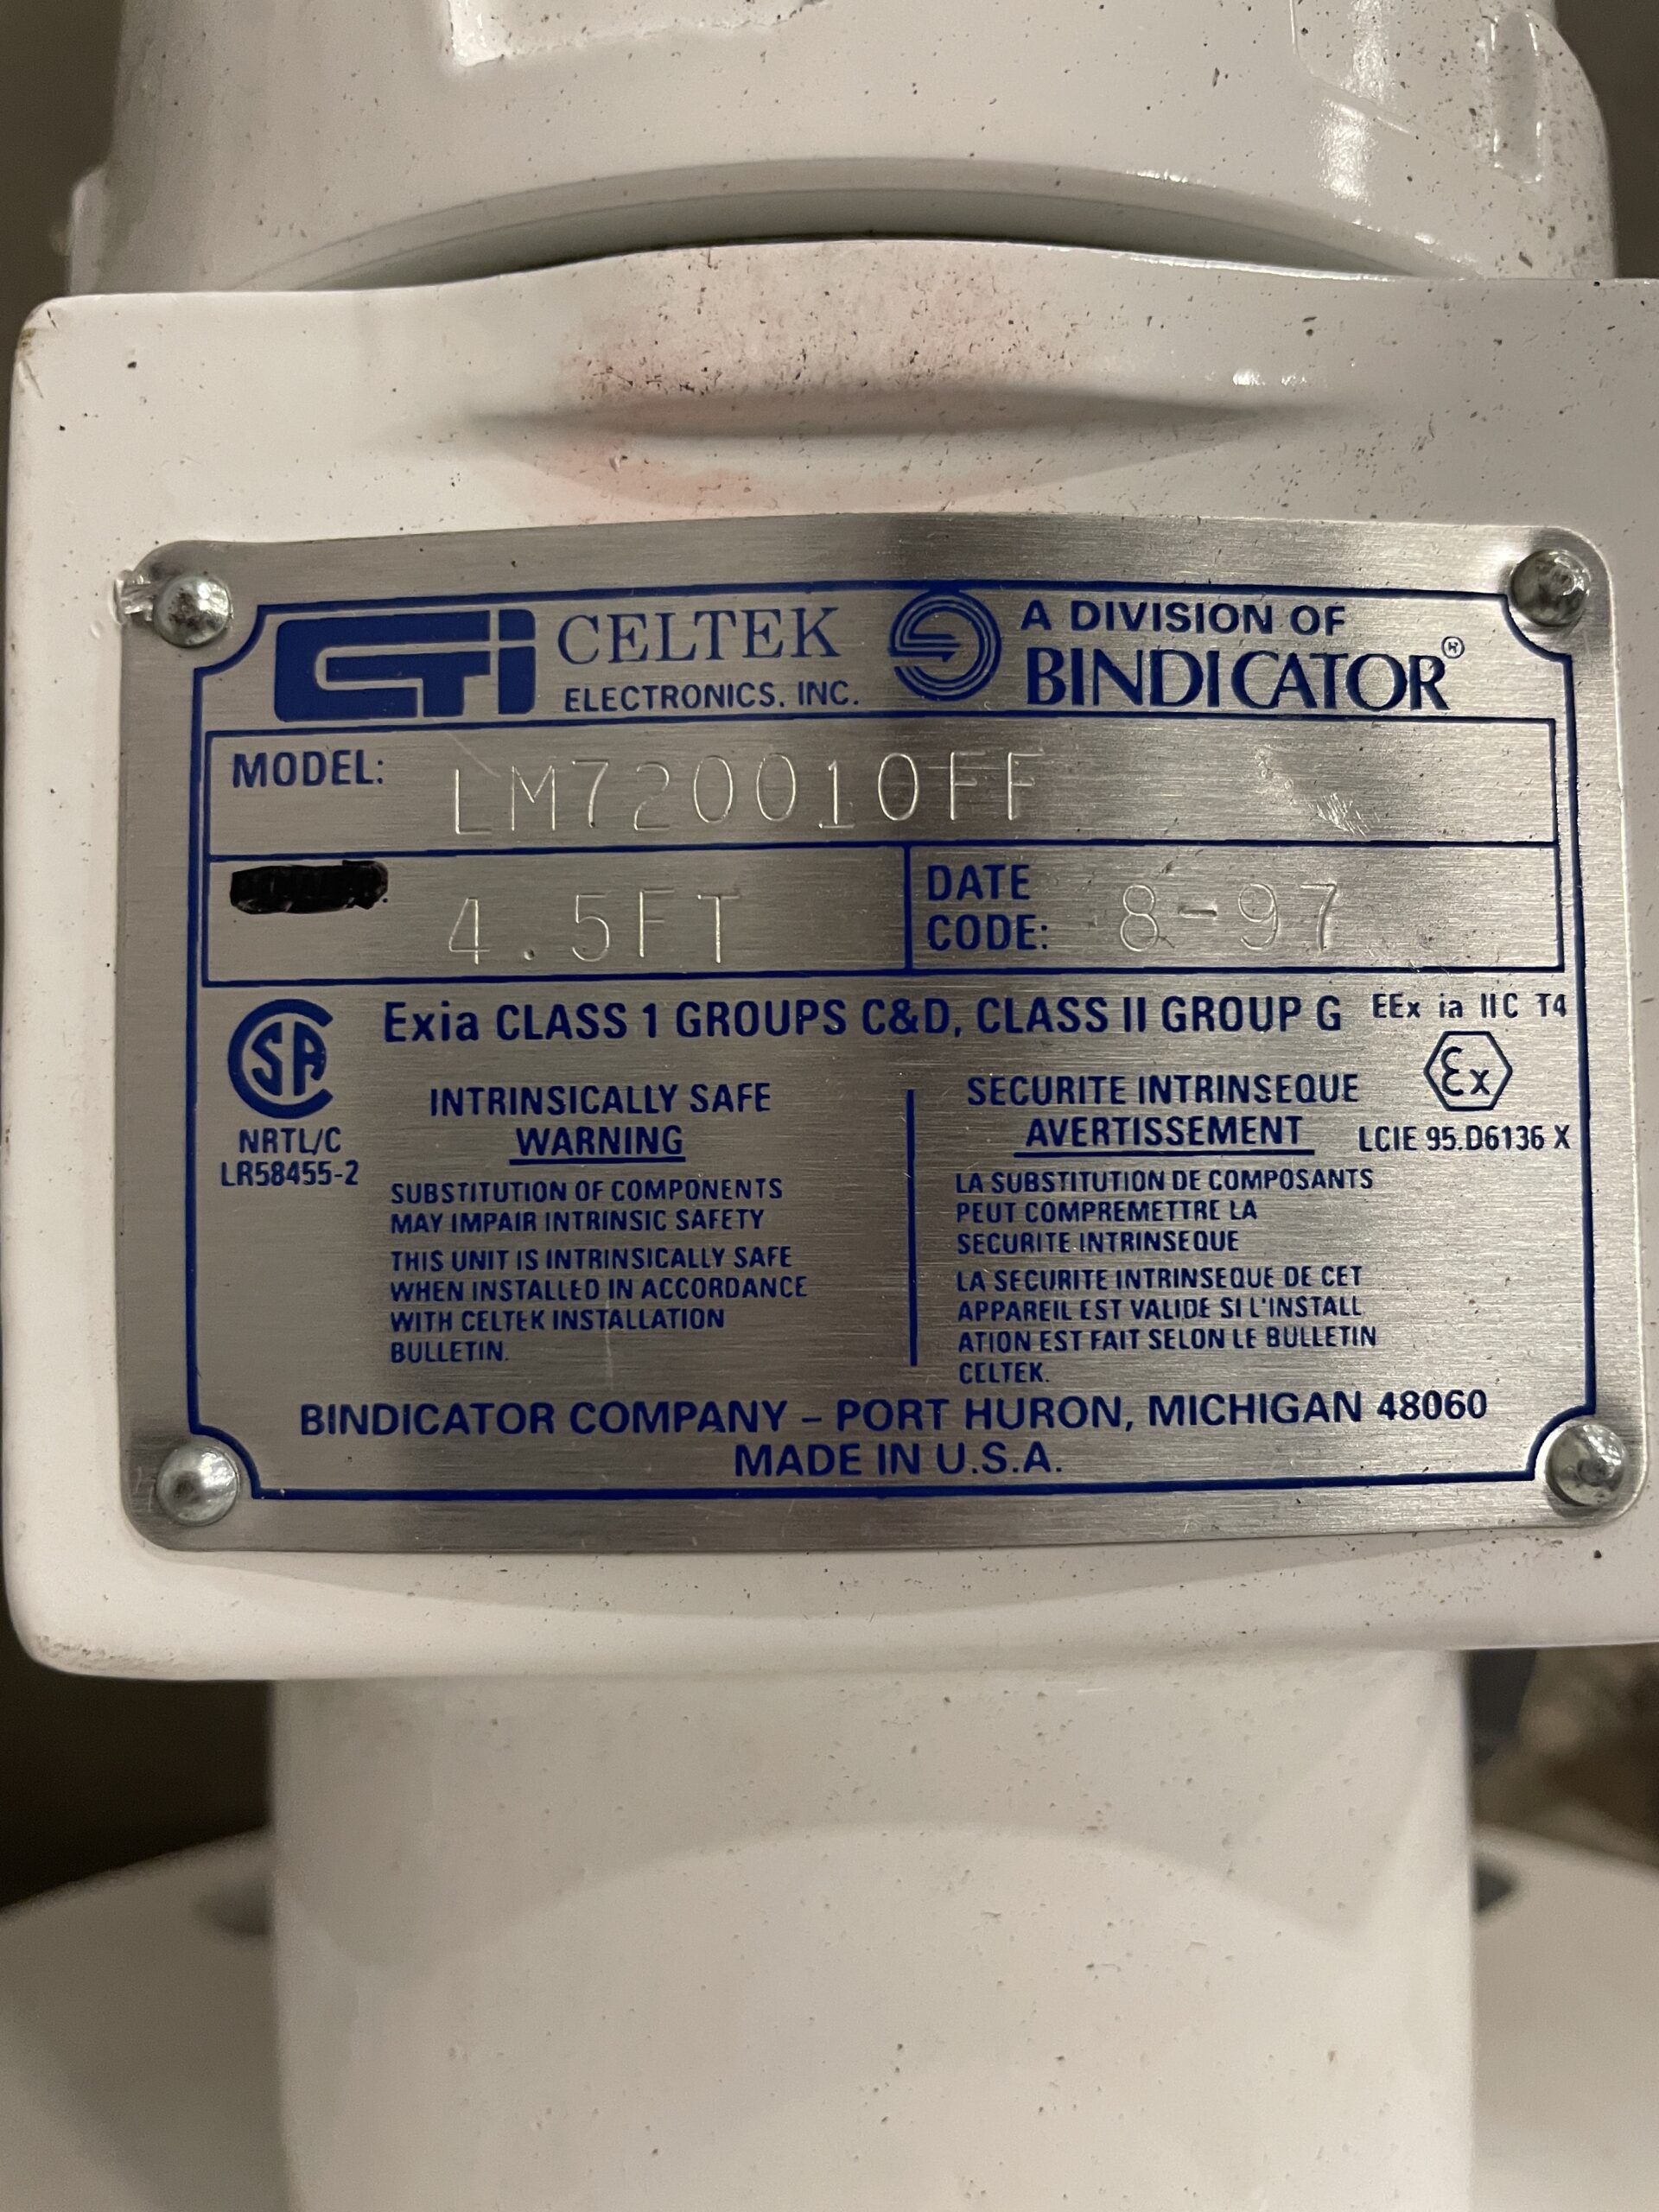 CTI CELTEK ELECTRONICS, INC.
A DIVISION OF BINDICATOR®
MODEL: LM720010FF
4.5FT
DATE CODE: 8-97
Exia CLASS 1 GROUPS C&D, CLASS II GROUP G
EEx ia IIC T4
Ex
LCIE 95.D6136 X
SA
NRTL/C
LR58455-2
INTRINSICALLY SAFE
WARNING
SUBSTITUTION OF COMPONENTS
MAY IMPAIR INTRINSIC SAFETY
THIS UNIT IS INTRINSICALLY SAFE
WHEN INSTALLED IN ACCORDANCE
WITH CELTEK INSTALLATION
BULLETIN.
SECURITE INTRINSEQUE
AVERTISSEMENT
LA SUBSTITUTION DE COMPOSANTS
PEUT COMPREMETTRE LA
SECURITE INTRINSEQUE
LA SECURITE INTRINSEQUE DE CET
APPAREIL EST VALIDE SI L'INSTALL
ATION EST FAIT SELON LE BULLETIN
CELTEK.
BINDICATOR COMPANY – PORT HURON, MICHIGAN 48060
MADE IN U.S.A.